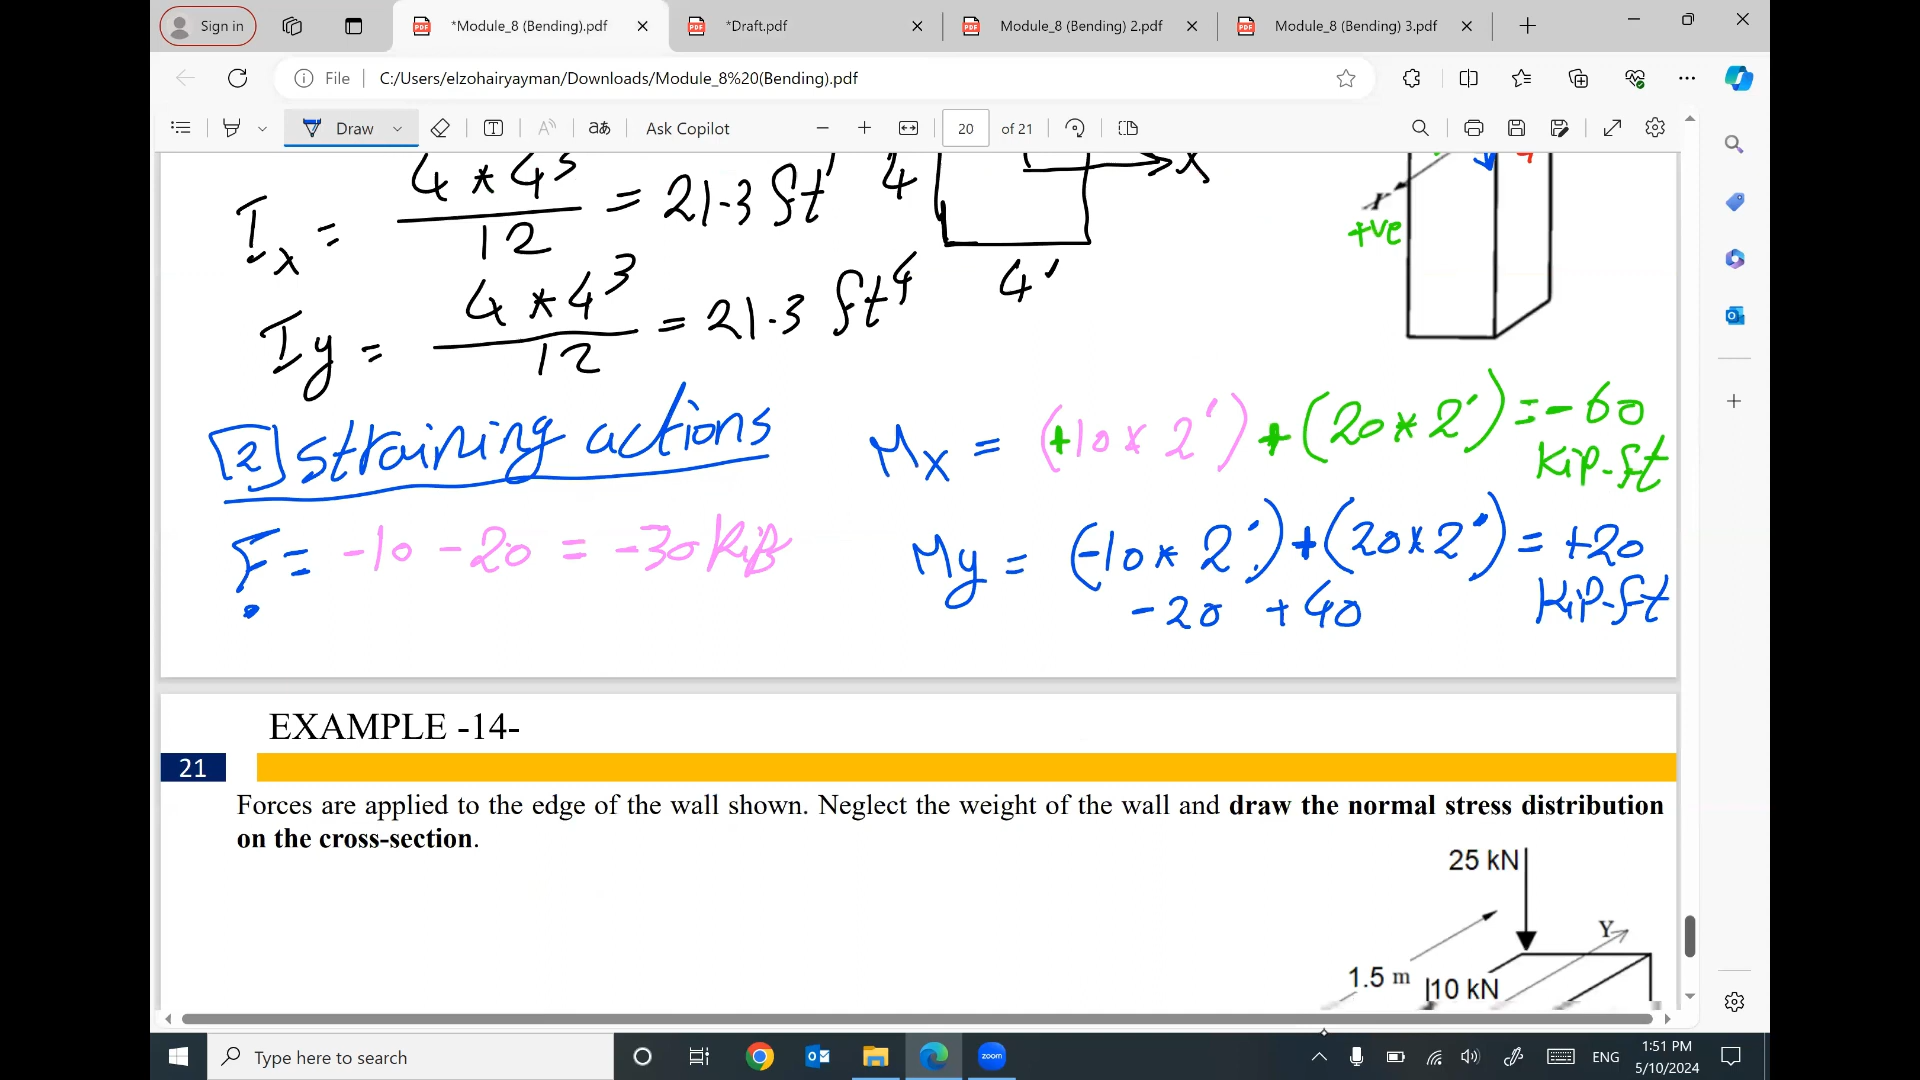 Sign in
*Module_8 (Bending).pdf
*Draft.pdf
Module_8 (Bending) 2.pdf
Module_8 (Bending) 3.pdf
File
C:/Users/elzohairyayman/Downloads/Module_8%20(Bending).pdf
Draw
aあ
Ask Copilot
20
of 21
Ix = 4*4³/12 = 21.3 ft'
4
X
4'
X
+ve
Iy = 4*4³/12 = 21.3 ft⁴
[2] straining actions
Mx = (+10*2') + (20*2') = -60
Kip-ft
F = -10 -20 = -30 Kips
My = (-10*2') + (20*2') = +20
Kip-ft
-20 +40
EXAMPLE -14-
21
Forces are applied to the edge of the wall shown. Neglect the weight of the wall and draw the normal stress distribution
on the cross-section.
25 kN
Y
1.5 m
10 kN
Type here to search
zoom
ENG
1:51 PM
5/10/2024